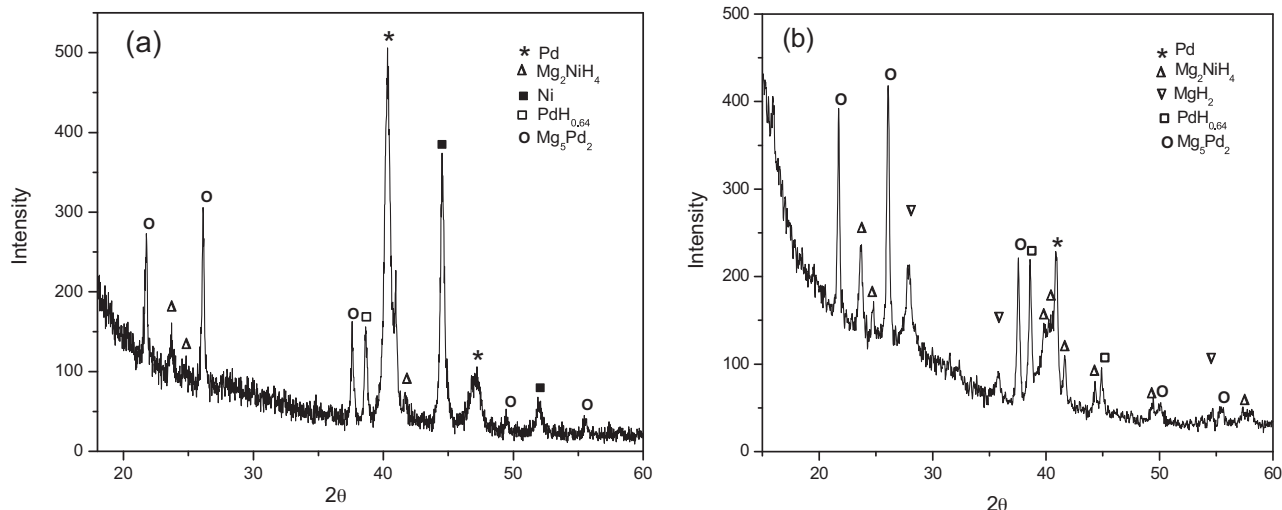 (a)
* Pd
Δ Mg₂NiH₄
■ Ni
□ PdH₀.₆₄
O Mg₅Pd₂
Intensity
500
400
300
200
100
0
20 30 40 50 60
2θ
(b)
* Pd
Δ Mg₂NiH₄
∇ MgH₂
□ PdH₀.₆₄
O Mg₅Pd₂
Intensity
500
400
300
200
100
0
20 30 40 50 60
2θ